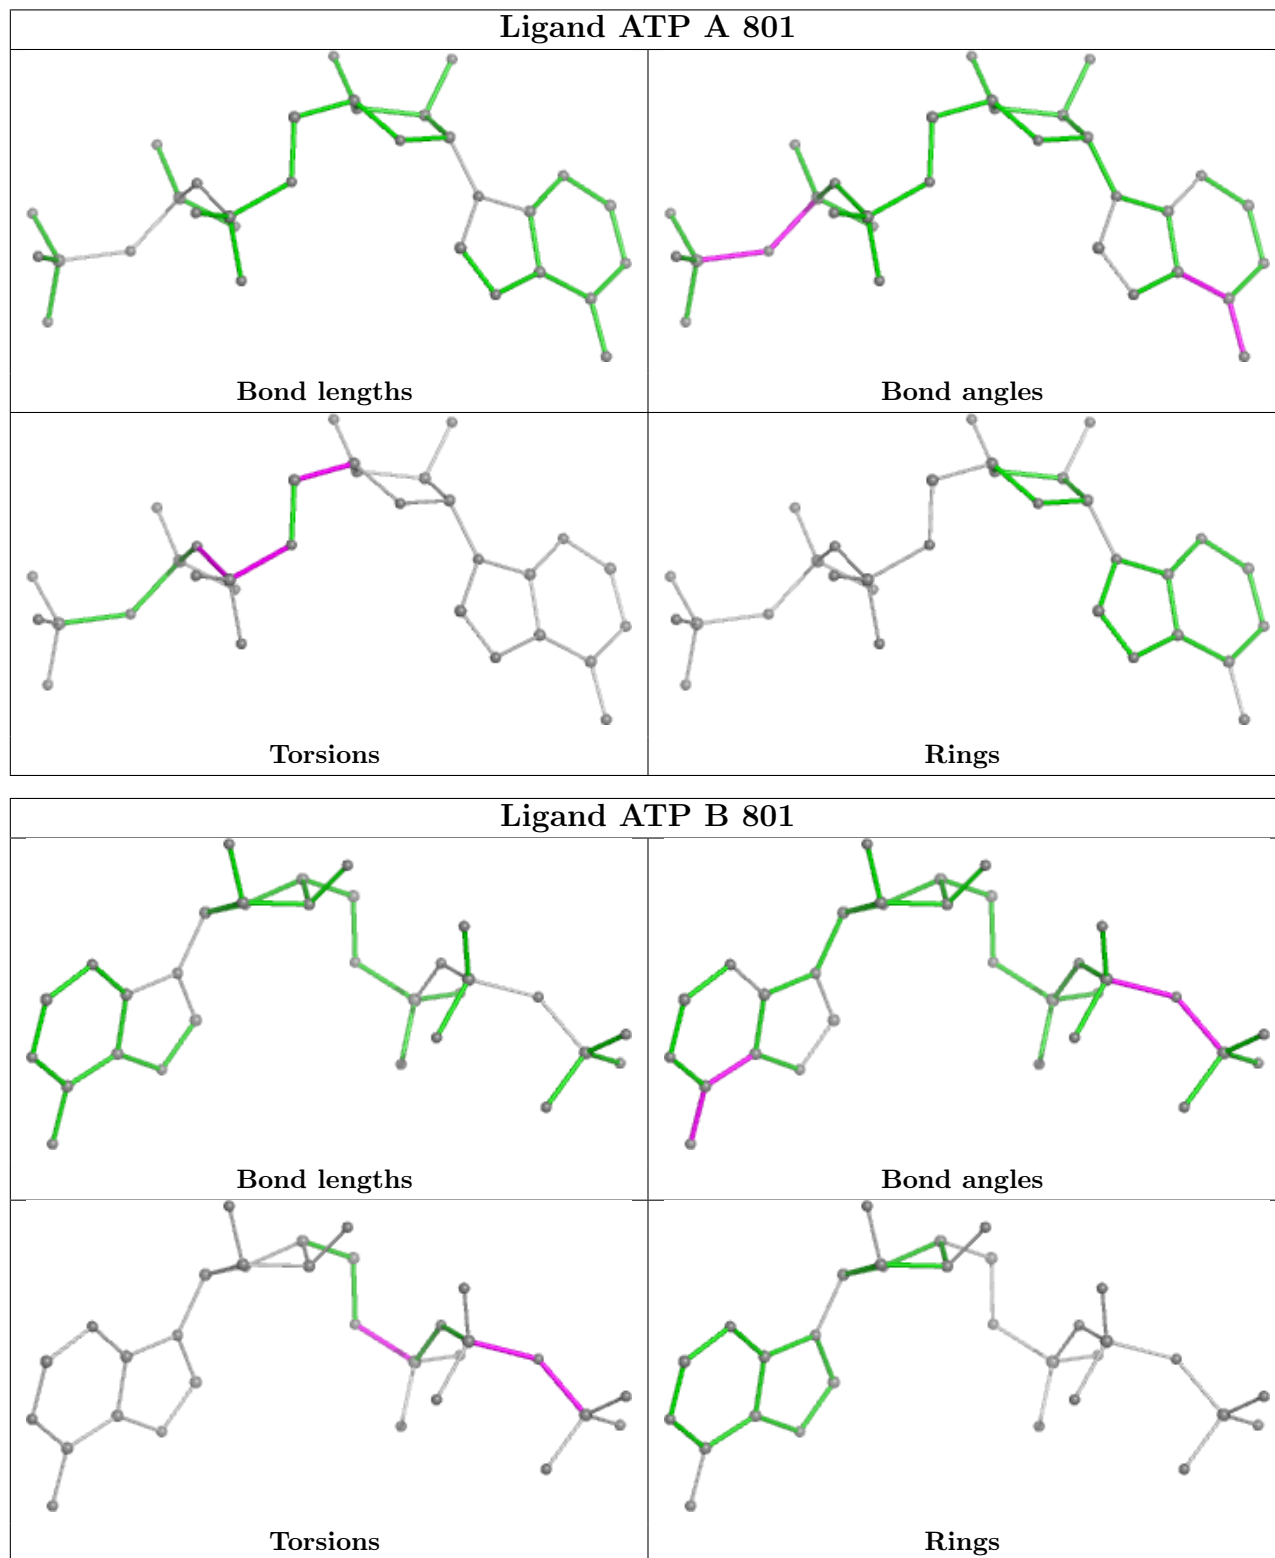 Ligand ATP A 801
Bond lengths
Bond angles
Torsions
Rings
Ligand ATP B 801
Bond lengths
Bond angles
Torsions
Rings